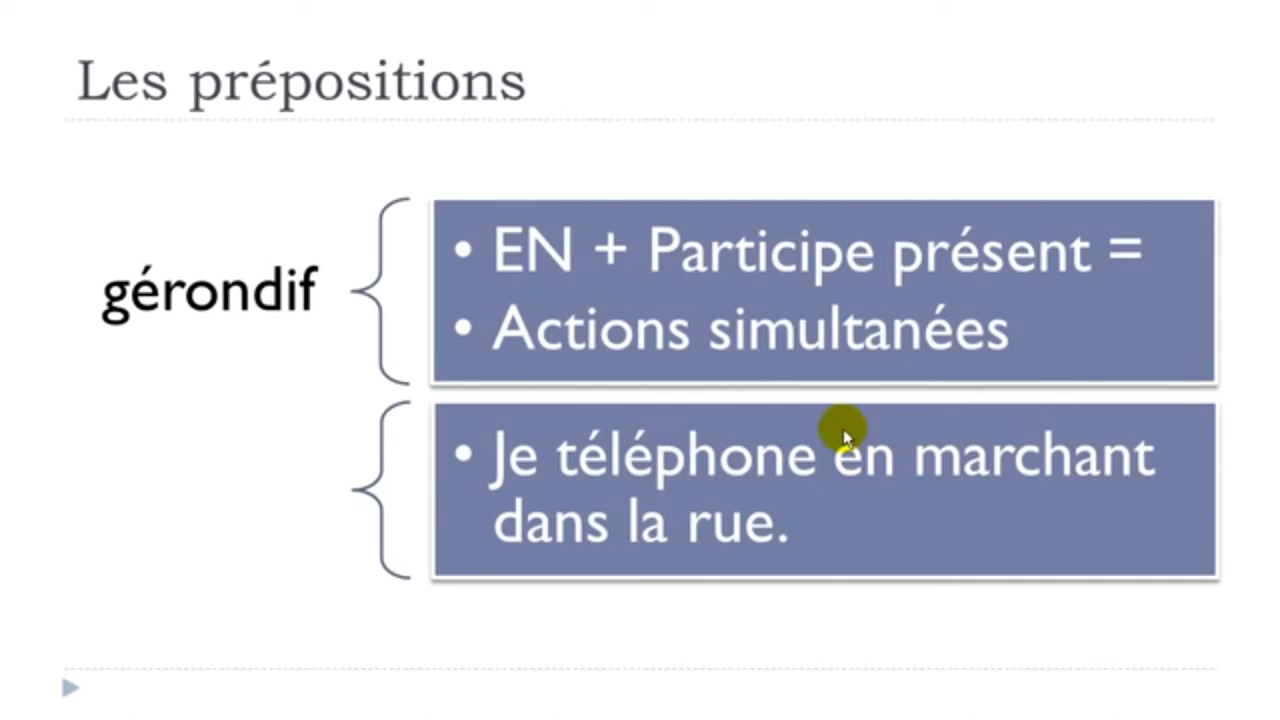 Les prépositions
gérondif
• EN + Participe présent =
• Actions simultanées
• Je téléphone en marchant
dans la rue.